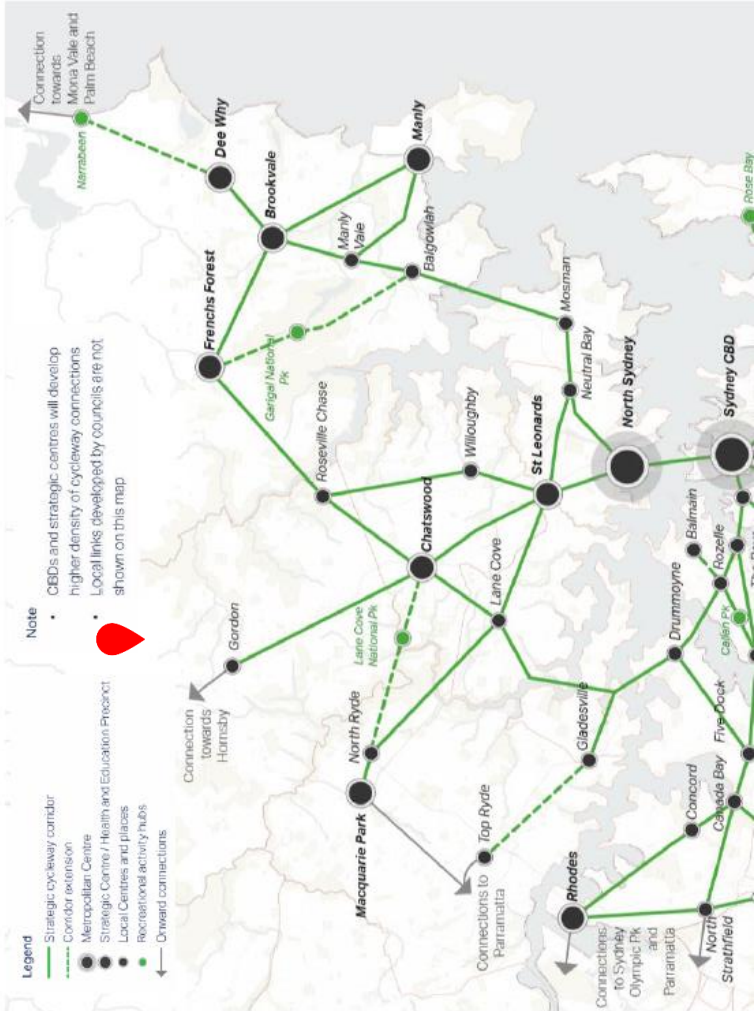 Legend
Strategic cycleway corridor
Corridor extension
Metropolitan Centre
Strategic Centre / Health and Education Precinct
Local Centres and places
Recreational activity hubs
Onward connections
Note
• CBDs and strategic centres will develop
higher density of cycleway connections
• Local links developed by councils are not
shown on this map
Connection
towards
Mona Vale and
Palm Beach
Narrabeen
Dee Why
Brookvale
Manly
Manly
Vale
Balgowlah
Frenchs Forest
Garigal National
Pk
Roseville Chase
Willoughby
Mosman
Neutral Bay
St Leonards
North Sydney
Sydney CBD
Rose Bay
Chatswood
Gordon
Connection
towards
Hornsby
Lane Cove
National Pk
Lane Cove
North Ryde
Macquarie Park
Top Ryde
Connections to
Parramatta
Gladesville
Drummoyne
Balmain
Rozelle
Callan Pk
Five Dock
Canada Bay
Concord
Rhodes
Connections
to Sydney
Olympic Pk
and
Parramatta
North
Strathfield